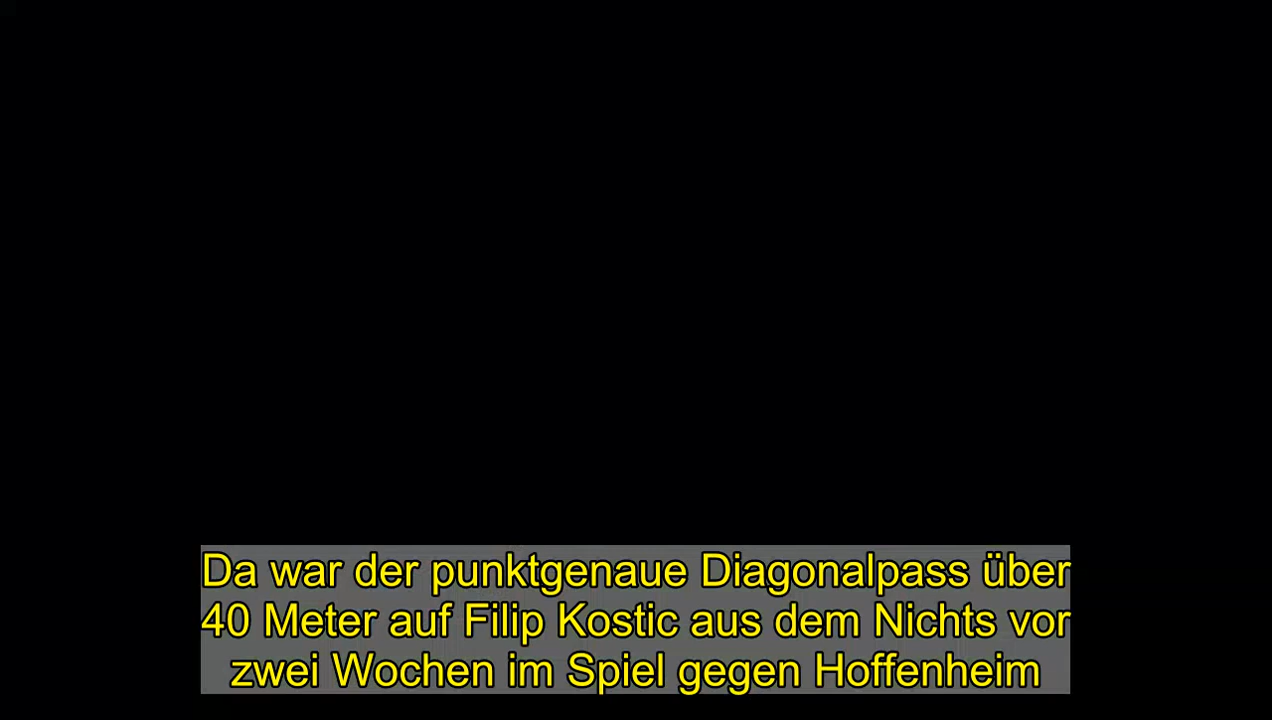 Da war der punktgenaue Diagonalpass über
40 Meter auf Filip Kostic aus dem Nichts vor
zwei Wochen im Spiel gegen Hoffenheim